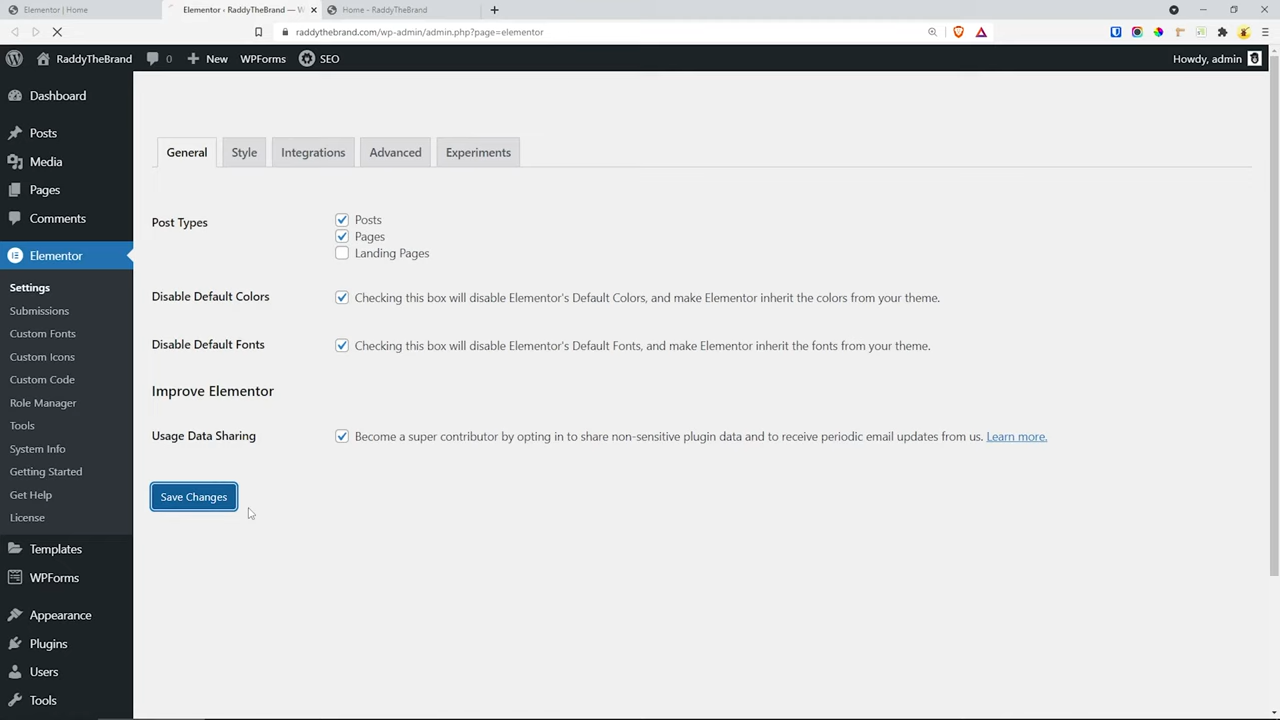 Elementor | Home
Elementor ‹ RaddyTheBrand — W
Home - RaddyTheBrand
raddythebrand.com/wp-admin/admin.php?page=elementor
RaddyTheBrand
0
New
WPForms
SEO
Howdy, admin
Dashboard
Posts
Media
Pages
Comments
Elementor
Settings
Submissions
Custom Fonts
Custom Icons
Custom Code
Role Manager
Tools
System Info
Getting Started
Get Help
License
Templates
WPForms
Appearance
Plugins
Users
Tools
General
Style
Integrations
Advanced
Experiments
Post Types
Posts
Pages
Landing Pages
Disable Default Colors
Checking this box will disable Elementor's Default Colors, and make Elementor inherit the colors from your theme.
Disable Default Fonts
Checking this box will disable Elementor's Default Fonts, and make Elementor inherit the fonts from your theme.
Improve Elementor
Usage Data Sharing
Become a super contributor by opting in to share non-sensitive plugin data and to receive periodic email updates from us. Learn more.
Save Changes